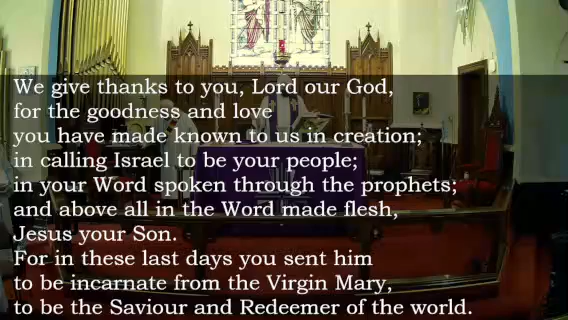 We give thanks to you, Lord our God,
for the goodness and love
you have made known to us in creation;
in calling Israel to be your people;
in your Word spoken through the prophets;
and above all in the Word made flesh,
Jesus your Son.
For in these last days you sent him
to be incarnate from the Virgin Mary,
to be the Saviour and Redeemer of the world.